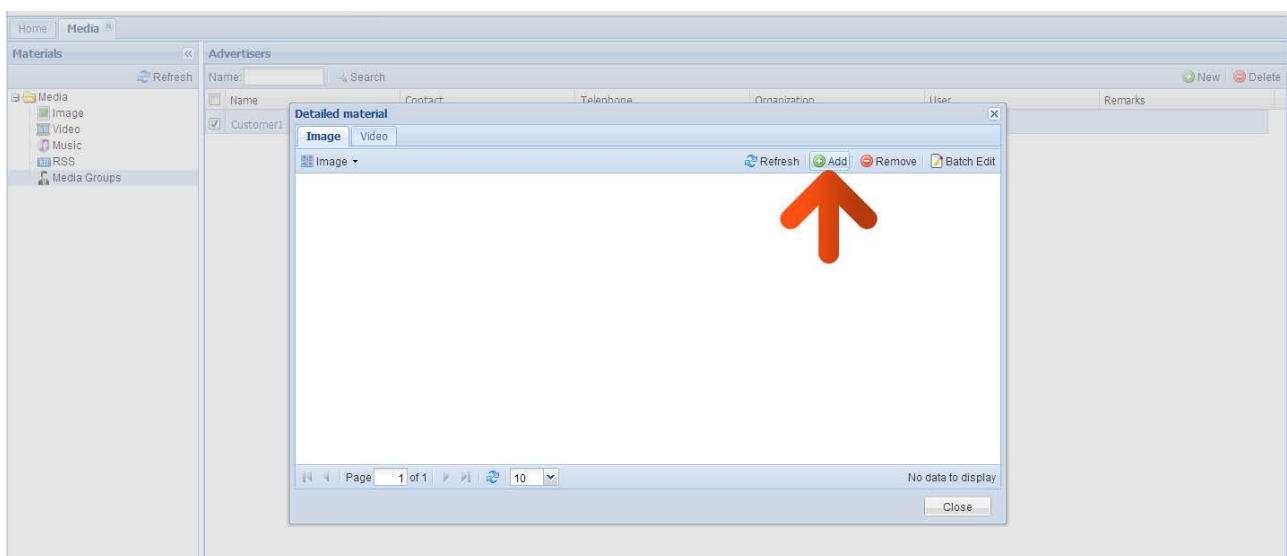 Home Media
Materials Advertisers
Refresh Name: Search New Delete
Media Name Contact Telephone Organization User Remarks
Image Customer1
Video
Music
RSS
Media Groups
Detailed material
Image Video
Image Refresh Add Remove Batch Edit
Page 1 of 1 10 No data to display
Close